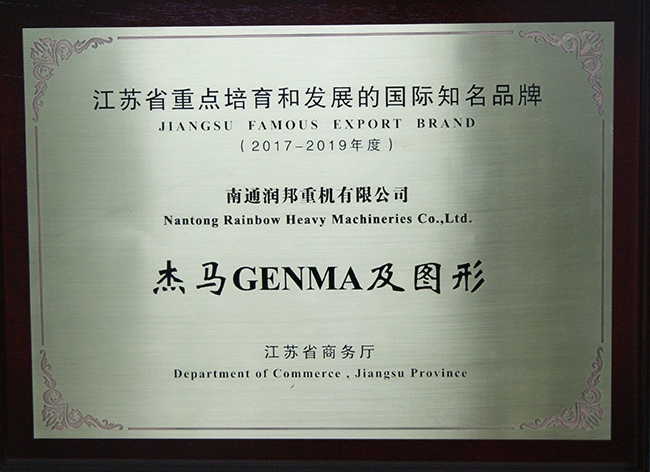 江苏省重点培育和发展的国际知名品牌
JIANGSU FAMOUS EXPORT BRAND
（2017-2019年度）
南通润邦重机有限公司
Nantong Rainbow Heavy Machineries Co.,Ltd.
杰马GENMA及图形
江苏省商务厅
Department of Commerce , Jiangsu Province